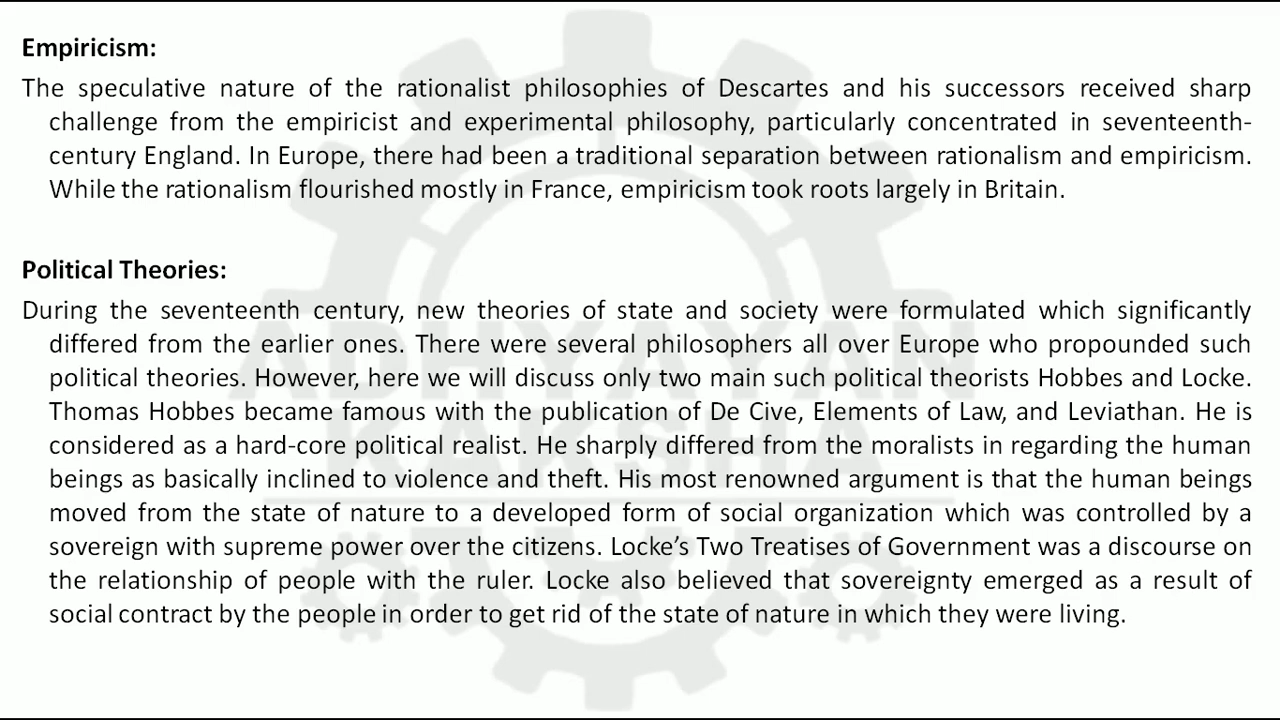 Empiricism:
The speculative nature of the rationalist philosophies of Descartes and his successors received sharp
challenge from the empiricist and experimental philosophy, particularly concentrated in seventeenth-
century England. In Europe, there had been a traditional separation between rationalism and empiricism.
While the rationalism flourished mostly in France, empiricism took roots largely in Britain.
Political Theories:
During the seventeenth century, new theories of state and society were formulated which significantly
differed from the earlier ones. There were several philosophers all over Europe who propounded such
political theories. However, here we will discuss only two main such political theorists Hobbes and Locke.
Thomas Hobbes became famous with the publication of De Cive, Elements of Law, and Leviathan. He is
considered as a hard-core political realist. He sharply differed from the moralists in regarding the human
beings as basically inclined to violence and theft. His most renowned argument is that the human beings
moved from the state of nature to a developed form of social organization which was controlled by a
sovereign with supreme power over the citizens. Locke’s Two Treatises of Government was a discourse on
the relationship of people with the ruler. Locke also believed that sovereignty emerged as a result of
social contract by the people in order to get rid of the state of nature in which they were living.
ADHYAYAN
KAKSHA